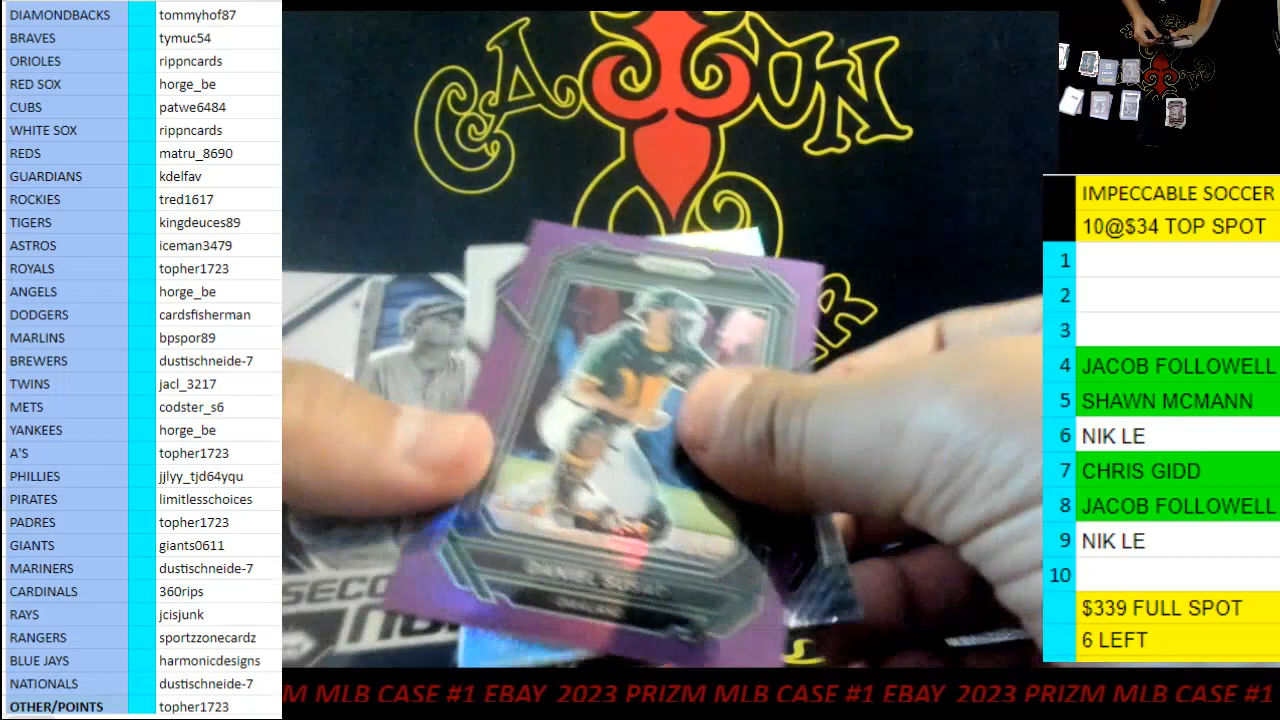 DIAMONDBACKS tommyhof87
BRAVES tymuc54
ORIOLES rippncards
RED SOX horge_be
CUBS patwe6484
WHITE SOX rippncards
REDS matru_8690
GUARDIANS kdelfav
ROCKIES tred1617
TIGERS kingdeuces89
ASTROS iceman3479
ROYALS topher1723
ANGELS horge_be
DODGERS cardsfisherman
MARLINS bpspor89
BREWERS dustischneide-7
TWINS jacl_3217
METS codster_s6
YANKEES horge_be
A'S topher1723
PHILLIES jjlyy_tjd64yqu
PIRATES limitlesschoices
PADRES topher1723
GIANTS giants0611
MARINERS dustischneide-7
CARDINALS 360rips
RAYS jcisjunk
RANGERS sportzzonecardz
BLUE JAYS harmonicdesigns
NATIONALS dustischneide-7
OTHER/POINTS topher1723
SECO
IMPECCABLE SOCCER
10@$34 TOP SPOT
1
2
3
4 JACOB FOLLOWELL
5 SHAWN MCMANN
6 NIK LE
7 CHRIS GIDD
8 JACOB FOLLOWELL
9 NIK LE
10
$339 FULL SPOT
6 LEFT
ZM MLB CASE #1 EBAY 2023 PRIZM MLB CASE #1 EBAY 2023 PRIZM MLB CASE #1